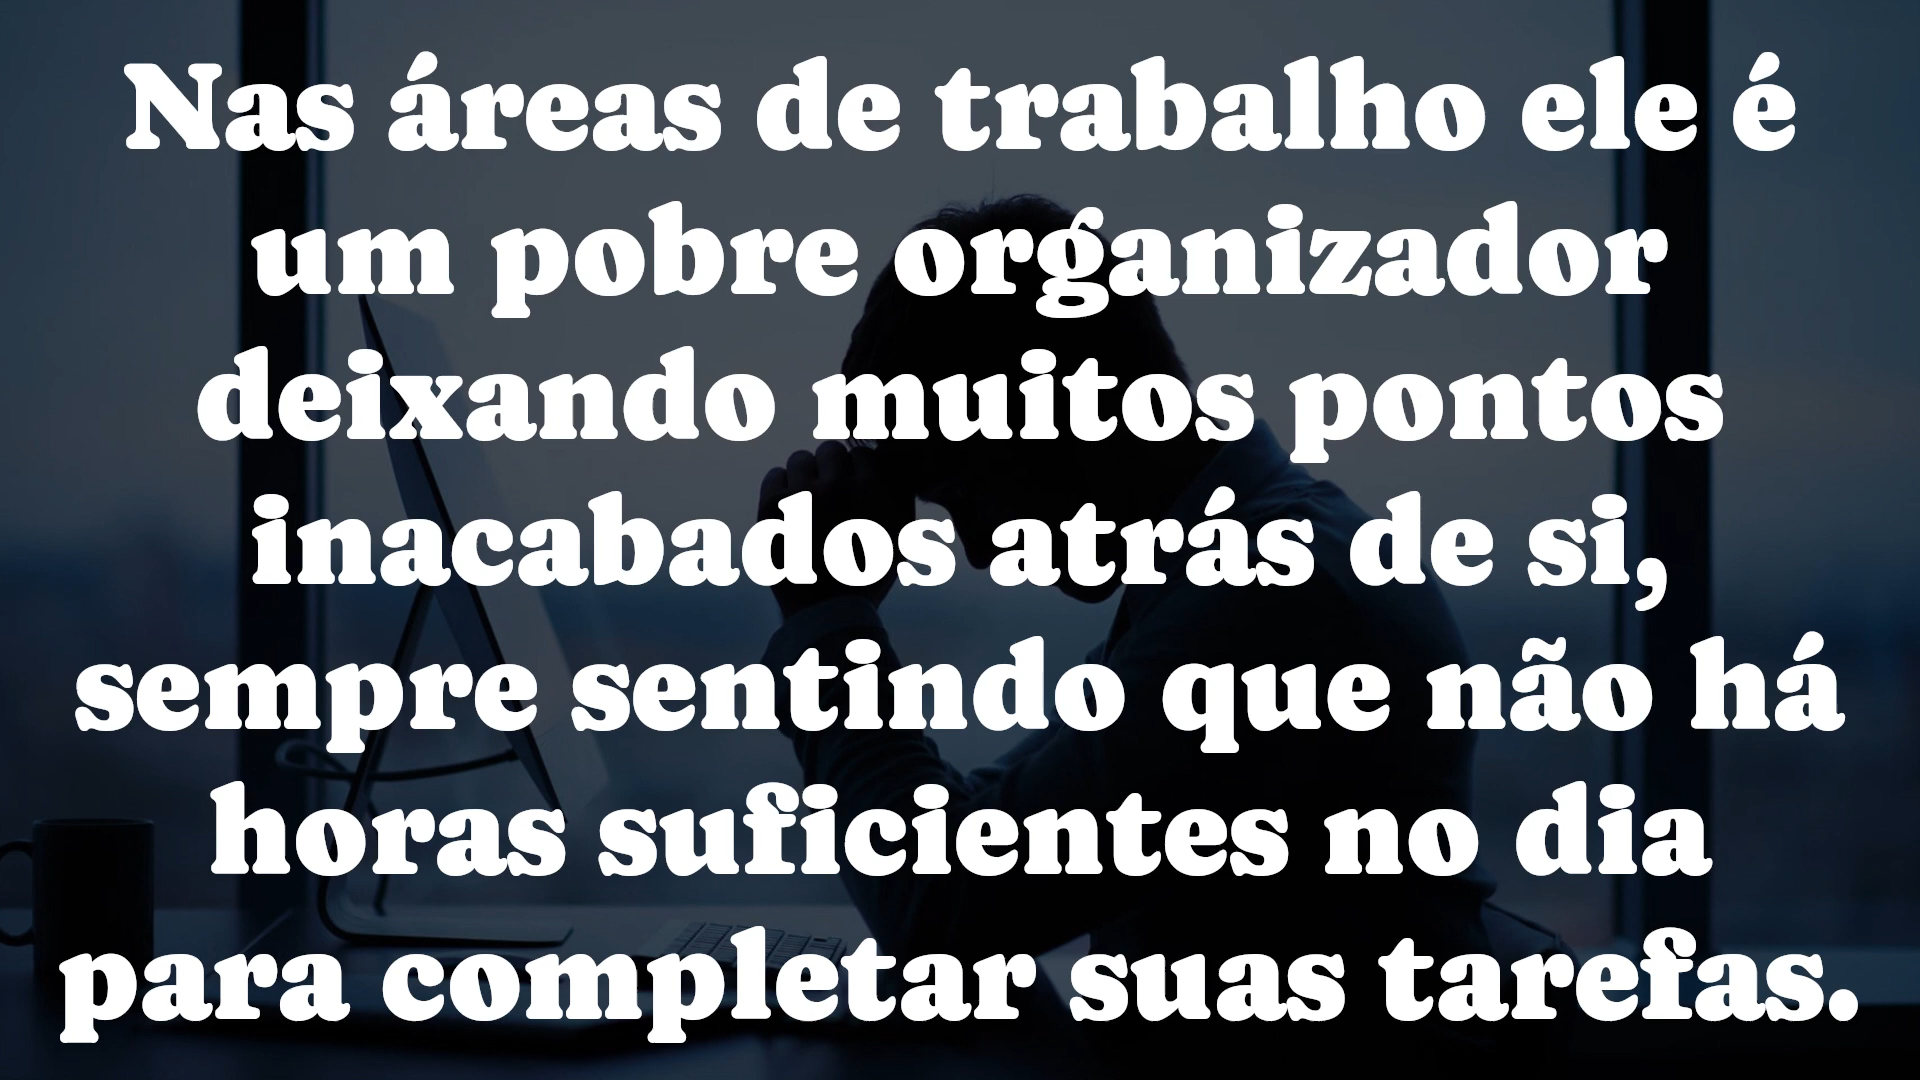 Nas áreas de trabalho ele é
um pobre organizador
deixando muitos pontos
inacabados atrás de si,
sempre sentindo que não há
horas suficientes no dia
para completar suas tarefas.